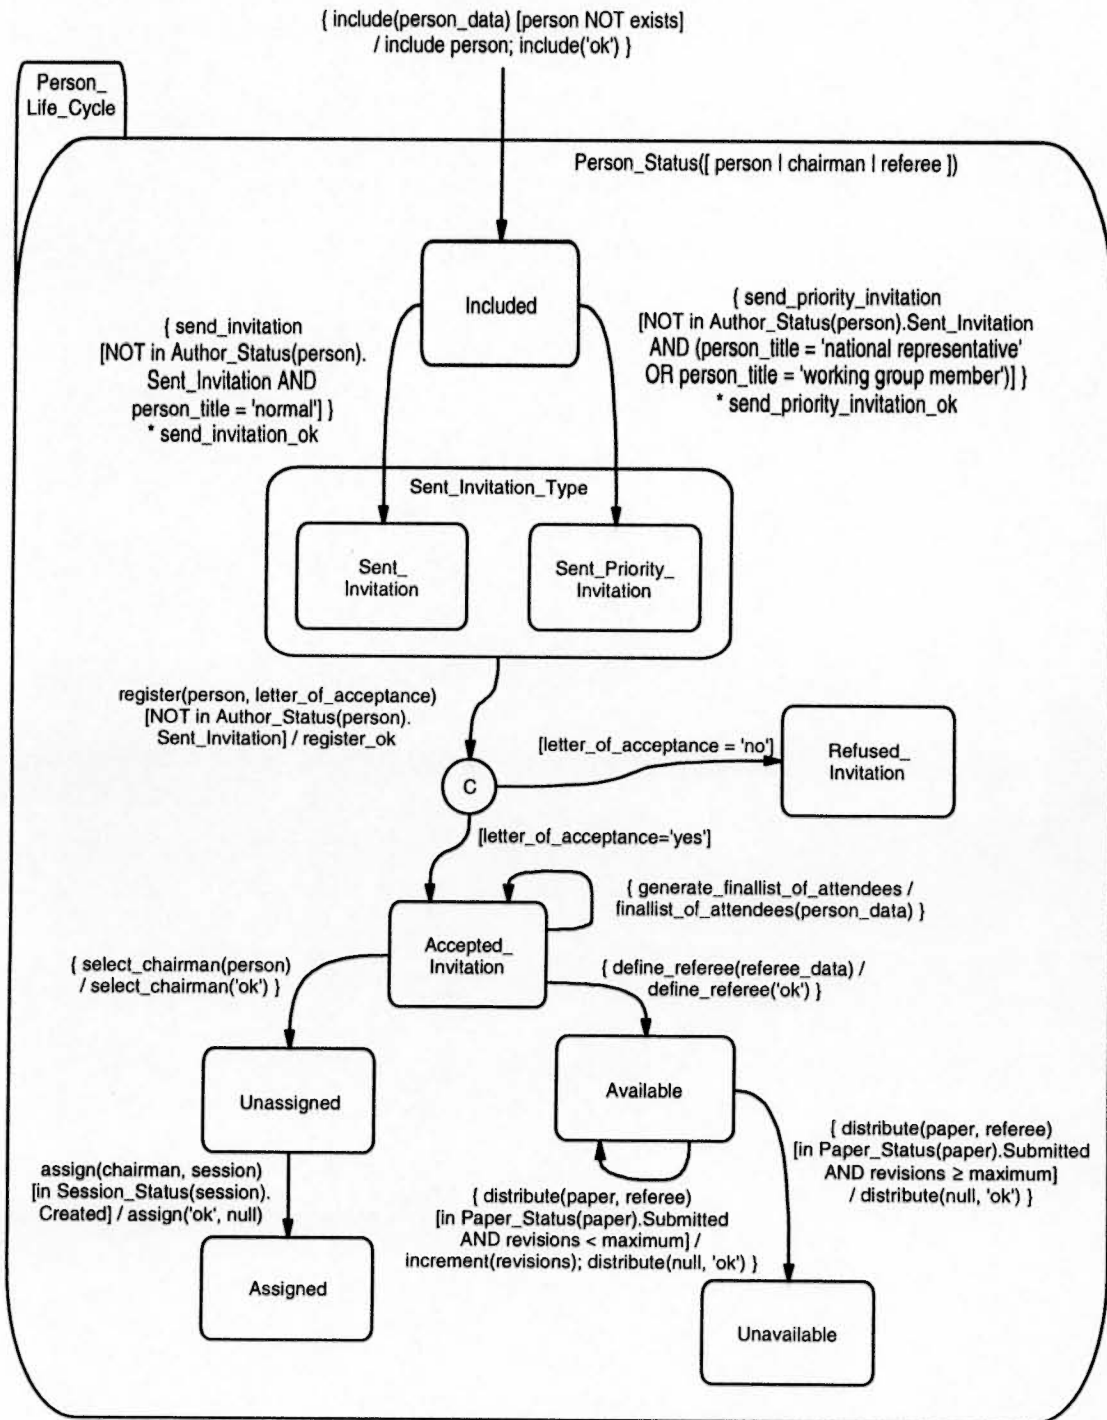 { include(person_data) [person NOT exists]
/ include person; include('ok') }
Person_
Life_Cycle
Person_Status([ person | chairman | referee ])
Included
{ send_invitation
[NOT in Author_Status(person).
Sent_Invitation AND
person_title = 'normal'] }
* send_invitation_ok
{ send_priority_invitation
[NOT in Author_Status(person).Sent_Invitation
AND (person_title = 'national representative'
OR person_title = 'working group member')] }
* send_priority_invitation_ok
Sent_Invitation_Type
Sent_
Invitation
Sent_Priority_
Invitation
register(person, letter_of_acceptance)
[NOT in Author_Status(person).
Sent_Invitation] / register_ok
[letter_of_acceptance = 'no']
Refused_
Invitation
C
[letter_of_acceptance='yes']
{ generate_finallist_of_attendees /
finallist_of_attendees(person_data) }
Accepted_
Invitation
{ select_chairman(person)
/ select_chairman('ok') }
{ define_referee(referee_data) /
define_referee('ok') }
Unassigned
Available
{ distribute(paper, referee)
[in Paper_Status(paper).Submitted
AND revisions ≥ maximum]
/ distribute(null, 'ok') }
assign(chairman, session)
[in Session_Status(session).
Created] / assign('ok', null)
{ distribute(paper, referee)
[in Paper_Status(paper).Submitted
AND revisions < maximum] /
increment(revisions); distribute(null, 'ok') }
Assigned
Unavailable